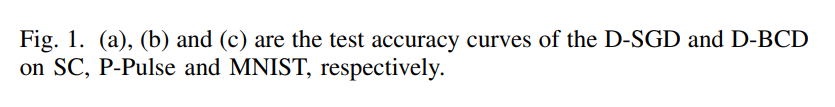 Fig. 1. (a), (b) and (c) are the test accuracy curves of the D-SGD and D-BCD
on SC, P-Pulse and MNIST, respectively.